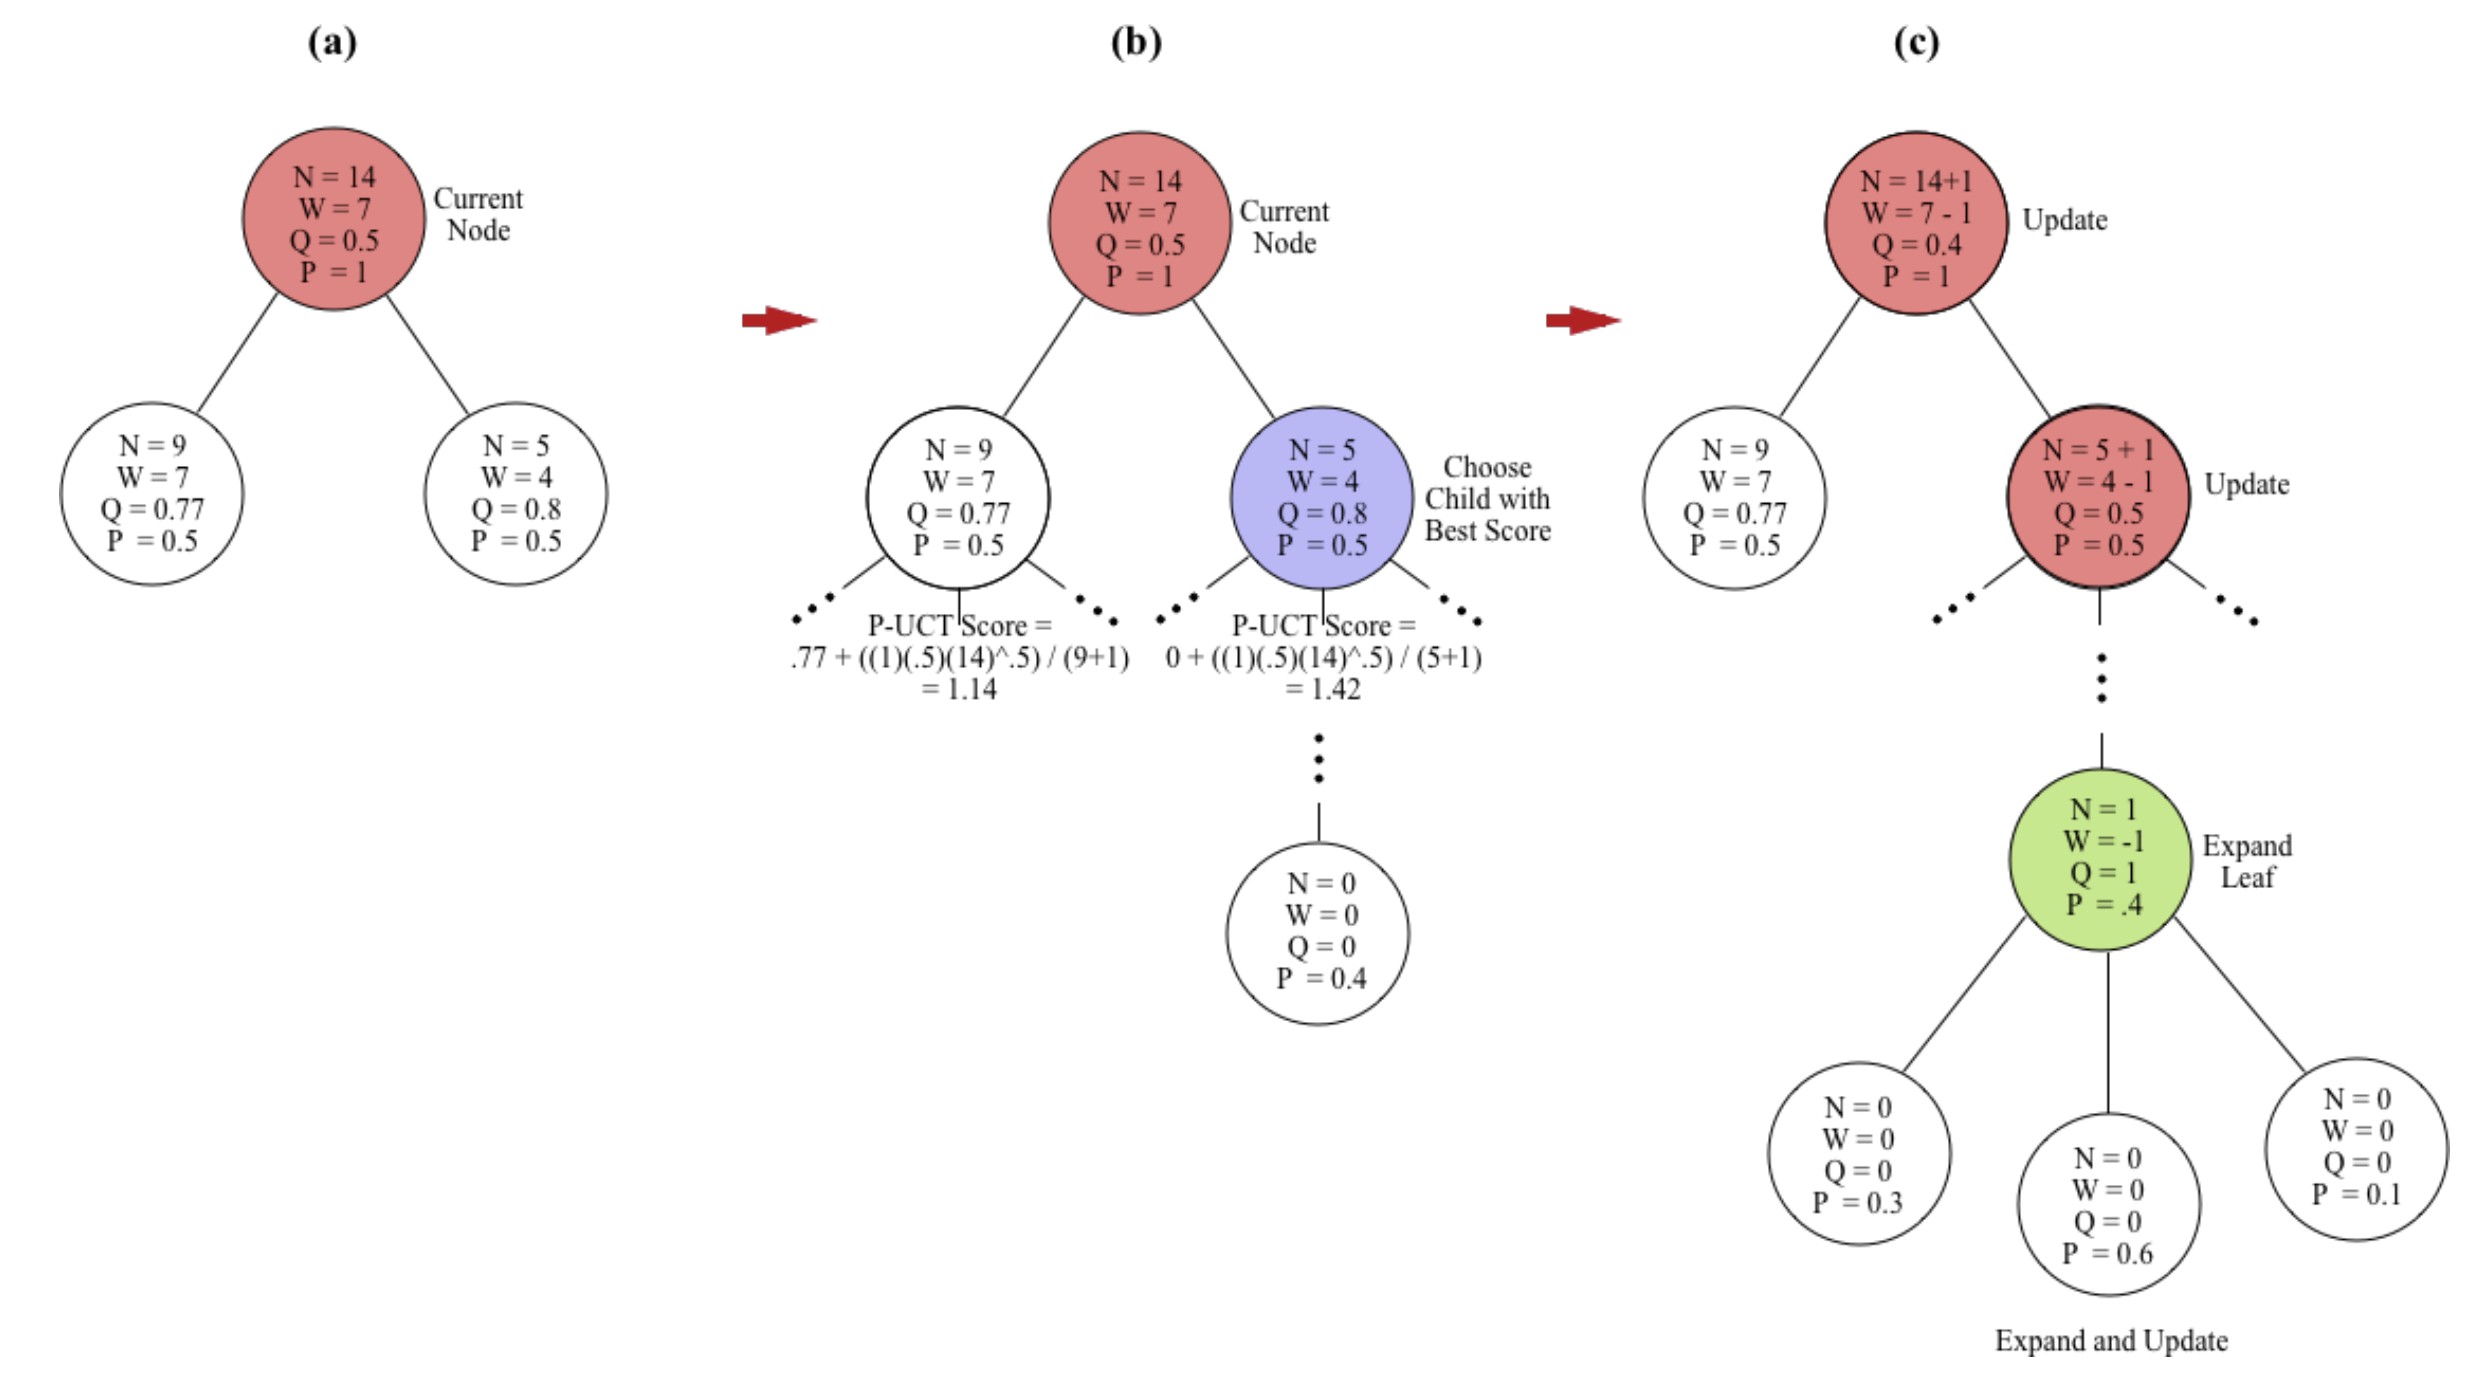 (a)
N = 14
W = 7
Q = 0.5
P = 1
Current
Node
N = 9
W = 7
Q = 0.77
P = 0.5
N = 5
W = 4
Q = 0.8
P = 0.5
(b)
N = 14
W = 7
Q = 0.5
P = 1
Current
Node
N = 9
W = 7
Q = 0.77
P = 0.5
N = 5
W = 4
Q = 0.8
P = 0.5
Choose
Child with
Best Score
P-UCT Score =
.77 + ((1)(.5)(14)^.5) / (9+1)
= 1.14
P-UCT Score =
0 + ((1)(.5)(14)^.5) / (5+1)
= 1.42
N = 0
W = 0
Q = 0
P = 0.4
(c)
N = 14+1
W = 7 - 1
Q = 0.4
P = 1
Update
N = 9
W = 7
Q = 0.77
P = 0.5
N = 5 + 1
W = 4 - 1
Q = 0.5
P = 0.5
Update
N = 1
W = -1
Q = 1
P = .4
Expand
Leaf
N = 0
W = 0
Q = 0
P = 0.3
N = 0
W = 0
Q = 0
P = 0.6
N = 0
W = 0
Q = 0
P = 0.1
Expand and Update